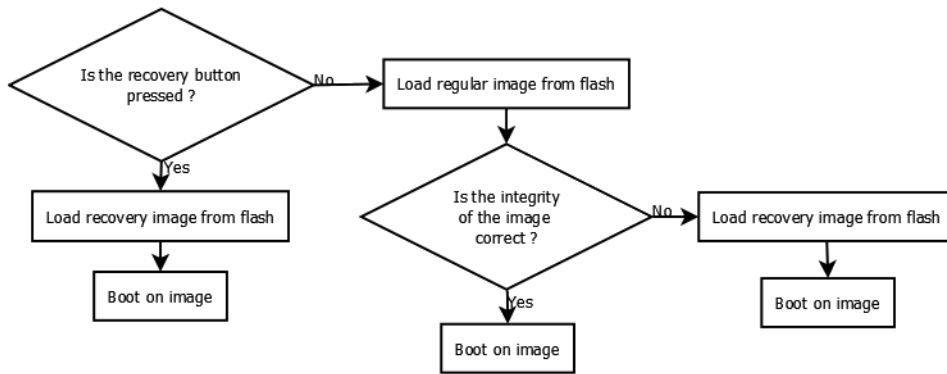 Is the recovery button
pressed ?
No
Load regular image from flash
Yes
Load recovery image from flash
Boot on image
Is the integrity
of the image
correct ?
No
Load recovery image from flash
Boot on image
Yes
Boot on image